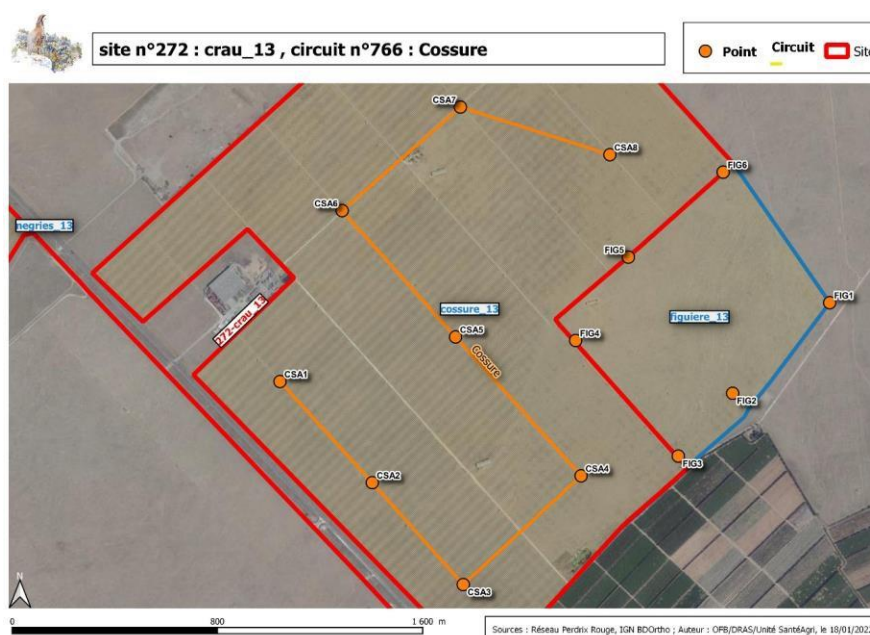 site n°272 : crau_13 , circuit n°766 : Cossure
Point Circuit Site
CSA7
CSA8
FIG6
CSA6
negries_13
FIG5
272-crau_13
cossure_13
figuiere_13
FIG1
CSA5
FIG4
Cossure
CSA1
FIG2
FIG3
CSA4
CSA2
CSA3
N
0 800 1 600 m
Sources : Réseau Perdrix Rouge, IGN BDOrtho ; Auteur : OFB/DRAS/Unité SantéAgri, le 18/01/2022